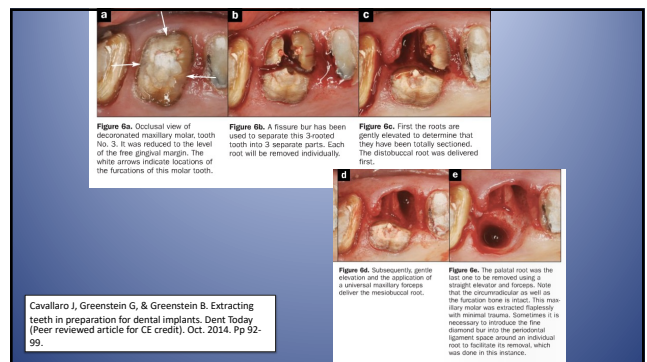 a
b
c
Figure 6a. Occlusal view of
decoronated maxillary molar, tooth
No. 3. It was reduced to the level
of the free gingival margin. The
white arrows indicate locations of
the furcations of this molar tooth.
Figure 6b. A fissure bur has been
used to separate this 3-rooted
tooth into 3 separate parts. Each
root will be removed individually.
Figure 6c. First the roots are
gently elevated to determine that
they have been totally sectioned.
The distobuccal root was delivered
first.
d
e
Figure 6d. Subsequently, gentle
elevation and the application of
a universal maxillary forceps
deliver the mesiobuccal root.
Figure 6e. The palatal root was the
last one to be removed using a
straight elevator and forceps. Note
that the circumradicular as well as
the furcation bone is intact. This max-
illary molar was extracted flaplessly
with minimal trauma. Sometimes it is
necessary to introduce the fine
diamond bur into the periodontal
ligament space around an individual
root to facilitate its removal, which
was done in this instance.
Cavallaro J, Greenstein G, & Greenstein B. Extracting
teeth in preparation for dental implants. Dent Today
(Peer reviewed article for CE credit). Oct. 2014. Pp 92-
99.